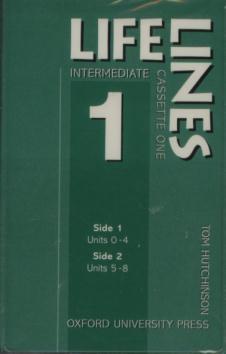 LIFE
LINES
INTERMEDIATE
CASSETTE ONE
1
Side 1
Units 0-4
Side 2
Units 5-8
TOM HUTCHINSON
OXFORD UNIVERSITY PRESS